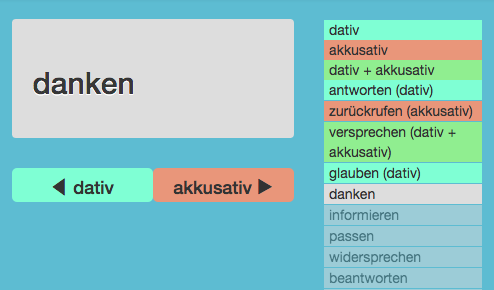 danken
◀ dativ
akkusativ ▶
dativ
akkusativ
dativ + akkusativ
antworten (dativ)
zurückrufen (akkusativ)
versprechen (dativ +
akkusativ)
glauben (dativ)
danken
informieren
passen
widersprechen
beantworten